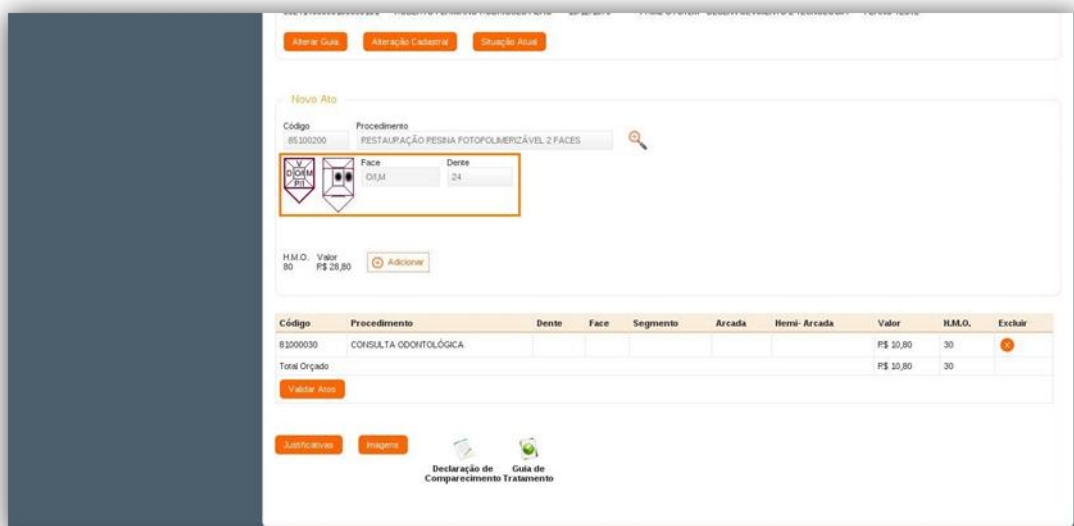 Alterar Guia Alteração Cadastral Situação Atual
Novo Ato
Código Procedimento
85100200 RESTAURAÇÃO RESINA FOTOPOLIMERIZÁVEL 2 FACES
Face Dente
V
D O/I M
P/I
O/I,M 24
H.M.O. Valor
80 R$ 28,80 Adicionar
Código Procedimento Dente Face Segmento Arcada Hemi- Arcada Valor H.M.O. Excluir
81000030 CONSULTA ODONTOLÓGICA R$ 10,80 30
Total Orçado R$ 10,80 30
Validar Atos
Justificativas Imagens
Declaração de Comparecimento
Guia de Tratamento